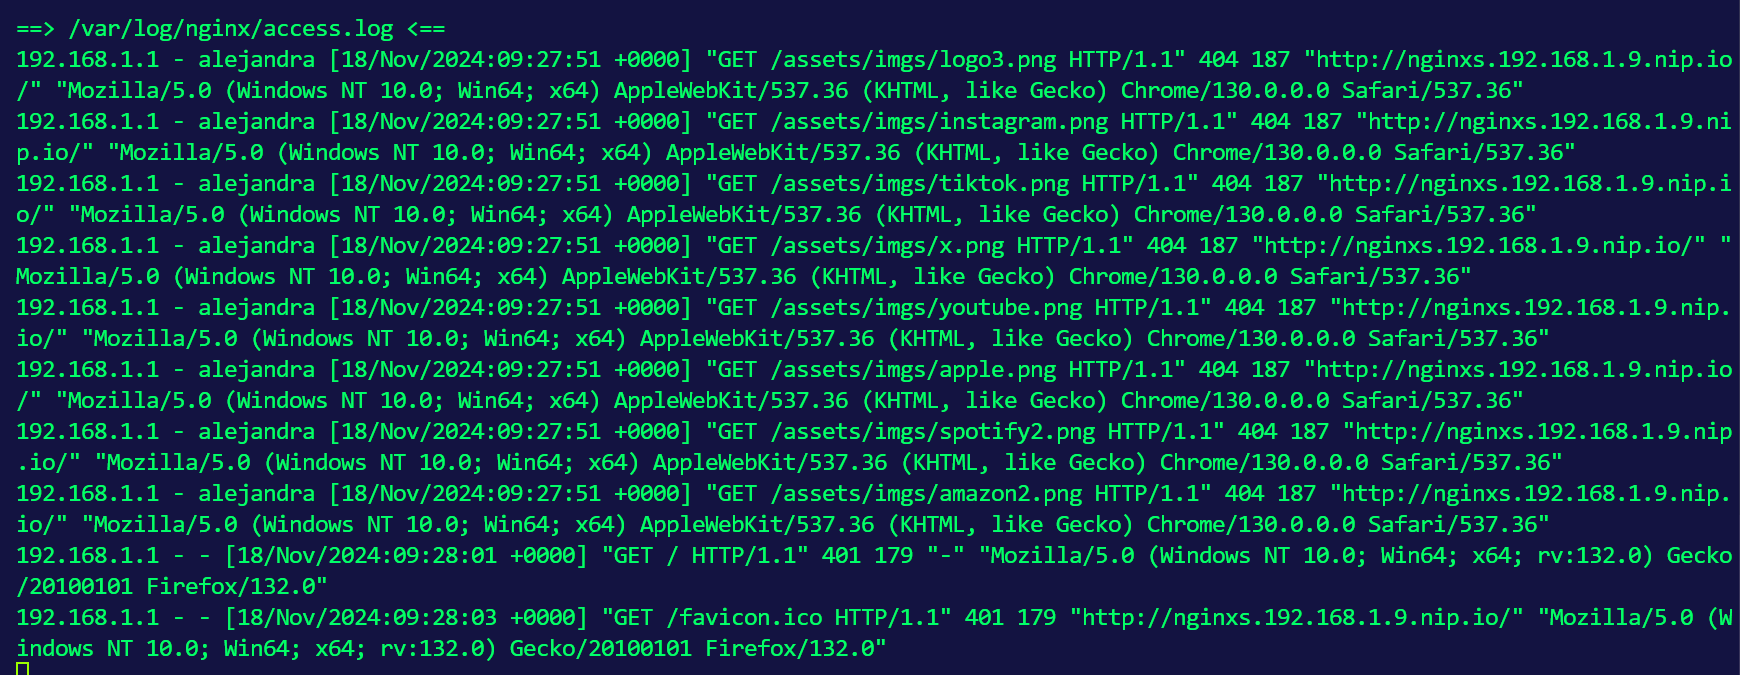 ==> /var/log/nginx/access.log <==
192.168.1.1 - alejandra [18/Nov/2024:09:27:51 +0000] "GET /assets/imgs/logo3.png HTTP/1.1" 404 187 "http://nginxs.192.168.1.9.nip.io
/" "Mozilla/5.0 (Windows NT 10.0; Win64; x64) AppleWebKit/537.36 (KHTML, like Gecko) Chrome/130.0.0.0 Safari/537.36"
192.168.1.1 - alejandra [18/Nov/2024:09:27:51 +0000] "GET /assets/imgs/instagram.png HTTP/1.1" 404 187 "http://nginxs.192.168.1.9.ni
p.io/" "Mozilla/5.0 (Windows NT 10.0; Win64; x64) AppleWebKit/537.36 (KHTML, like Gecko) Chrome/130.0.0.0 Safari/537.36"
192.168.1.1 - alejandra [18/Nov/2024:09:27:51 +0000] "GET /assets/imgs/tiktok.png HTTP/1.1" 404 187 "http://nginxs.192.168.1.9.nip.i
o/" "Mozilla/5.0 (Windows NT 10.0; Win64; x64) AppleWebKit/537.36 (KHTML, like Gecko) Chrome/130.0.0.0 Safari/537.36"
192.168.1.1 - alejandra [18/Nov/2024:09:27:51 +0000] "GET /assets/imgs/x.png HTTP/1.1" 404 187 "http://nginxs.192.168.1.9.nip.io/" "
Mozilla/5.0 (Windows NT 10.0; Win64; x64) AppleWebKit/537.36 (KHTML, like Gecko) Chrome/130.0.0.0 Safari/537.36"
192.168.1.1 - alejandra [18/Nov/2024:09:27:51 +0000] "GET /assets/imgs/youtube.png HTTP/1.1" 404 187 "http://nginxs.192.168.1.9.nip.
io/" "Mozilla/5.0 (Windows NT 10.0; Win64; x64) AppleWebKit/537.36 (KHTML, like Gecko) Chrome/130.0.0.0 Safari/537.36"
192.168.1.1 - alejandra [18/Nov/2024:09:27:51 +0000] "GET /assets/imgs/apple.png HTTP/1.1" 404 187 "http://nginxs.192.168.1.9.nip.io
/" "Mozilla/5.0 (Windows NT 10.0; Win64; x64) AppleWebKit/537.36 (KHTML, like Gecko) Chrome/130.0.0.0 Safari/537.36"
192.168.1.1 - alejandra [18/Nov/2024:09:27:51 +0000] "GET /assets/imgs/spotify2.png HTTP/1.1" 404 187 "http://nginxs.192.168.1.9.nip
.io/" "Mozilla/5.0 (Windows NT 10.0; Win64; x64) AppleWebKit/537.36 (KHTML, like Gecko) Chrome/130.0.0.0 Safari/537.36"
192.168.1.1 - alejandra [18/Nov/2024:09:27:51 +0000] "GET /assets/imgs/amazon2.png HTTP/1.1" 404 187 "http://nginxs.192.168.1.9.nip.
io/" "Mozilla/5.0 (Windows NT 10.0; Win64; x64) AppleWebKit/537.36 (KHTML, like Gecko) Chrome/130.0.0.0 Safari/537.36"
192.168.1.1 - - [18/Nov/2024:09:28:01 +0000] "GET / HTTP/1.1" 401 179 "-" "Mozilla/5.0 (Windows NT 10.0; Win64; x64; rv:132.0) Gecko
/20100101 Firefox/132.0"
192.168.1.1 - - [18/Nov/2024:09:28:03 +0000] "GET /favicon.ico HTTP/1.1" 401 179 "http://nginxs.192.168.1.9.nip.io/" "Mozilla/5.0 (W
indows NT 10.0; Win64; x64; rv:132.0) Gecko/20100101 Firefox/132.0"